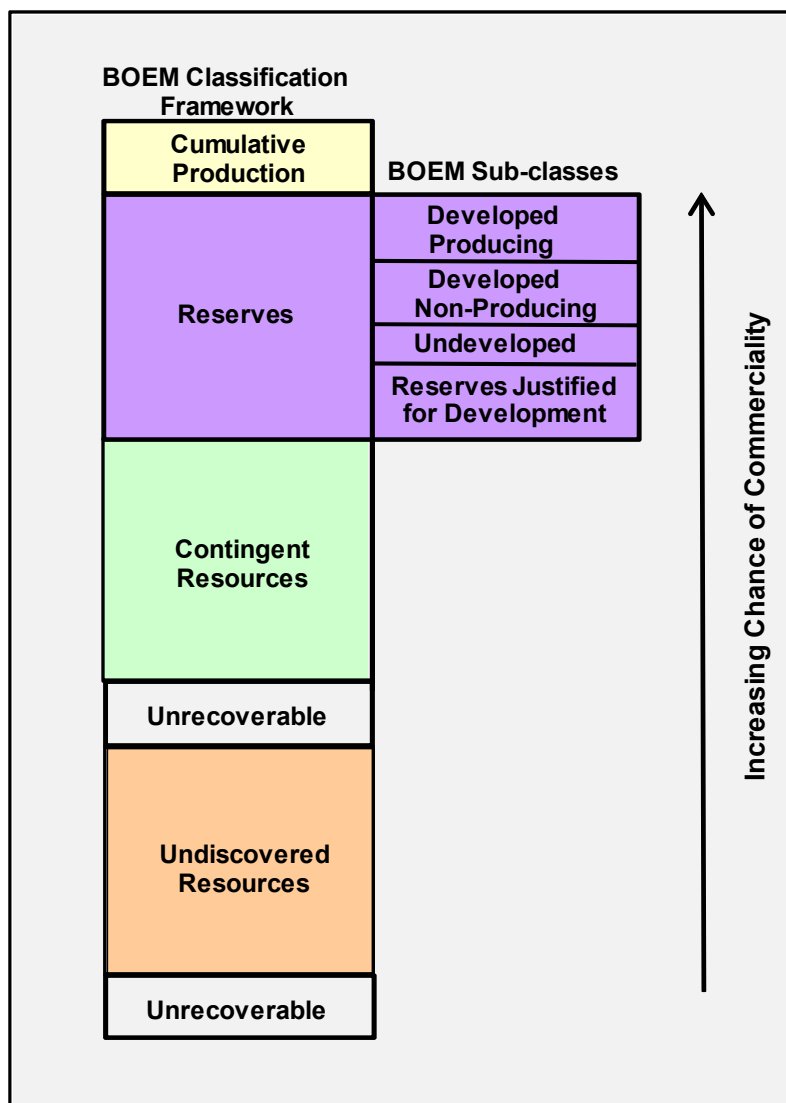 BOEM Classification
Framework
Cumulative
Production
BOEM Sub-classes
Reserves
Developed
Producing
Developed
Non-Producing
Undeveloped
Reserves Justified
for Development
Contingent
Resources
Unrecoverable
Undiscovered
Resources
Unrecoverable
Increasing Chance of Commerciality